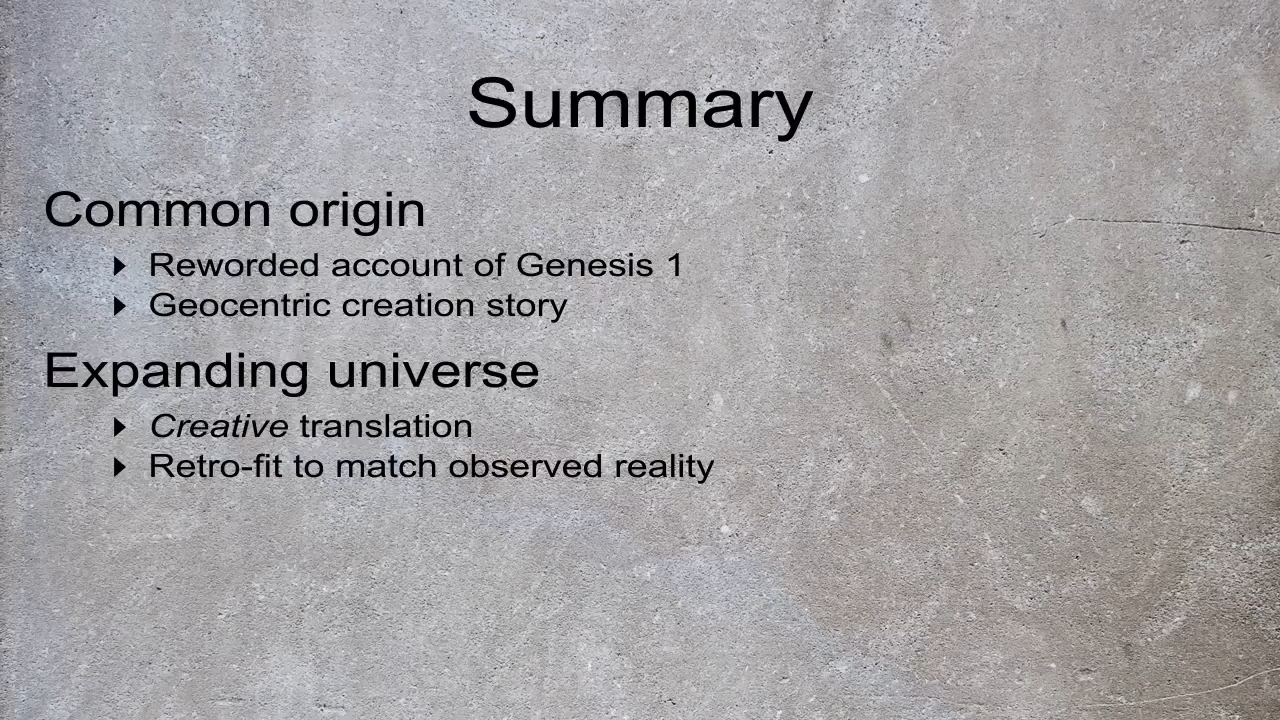 Summary
Common origin
Reworded account of Genesis 1
Geocentric creation story
Expanding universe
Creative translation
Retro-fit to match observed reality